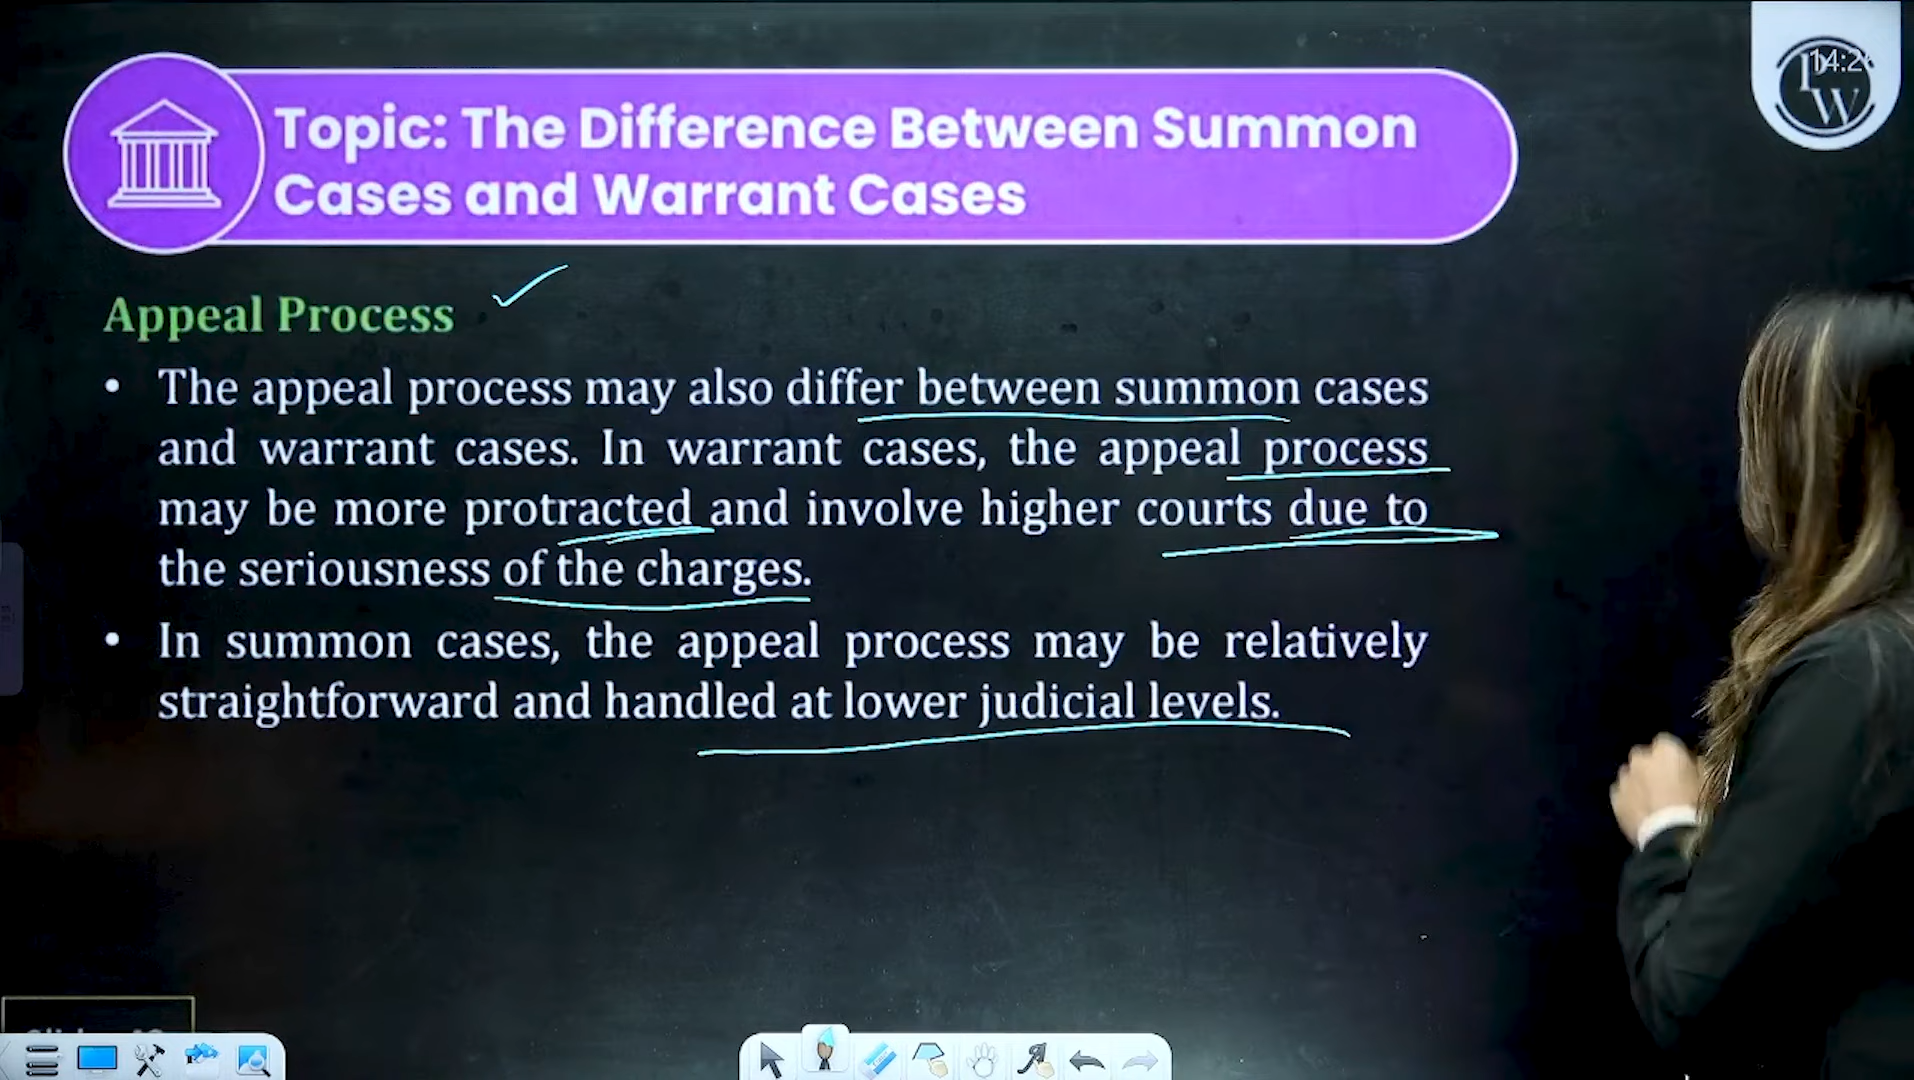 Topic: The Difference Between Summon
Cases and Warrant Cases
14:2
PW
Appeal Process
• The appeal process may also differ between summon cases
and warrant cases. In warrant cases, the appeal process
may be more protracted and involve higher courts due to
the seriousness of the charges.
• In summon cases, the appeal process may be relatively
straightforward and handled at lower judicial levels.